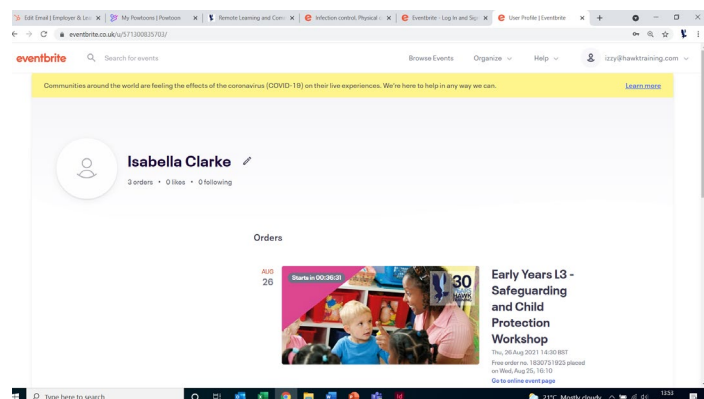 Edit Email | Employer & Lea
My Powtoons | Powtoon
Remote Learning and Com
Infection control. Physical
Eventbrite - Log In and Sig
User Profile | Eventbrite
eventbrite.co.uk/u/571300835703/
eventbrite
Search for events
Browse Events
Organize
Help
izzy@hawktraining.com
Communities around the world are feeling the effects of the coronavirus (COVID-19) on their live experiences. We're here to help in any way we can.
Learn more
Isabella Clarke
3 orders • 0 likes • 0 following
Orders
AUG
26
Starts in 00:36:31
30
HAWK
Early Years L3 -
Safeguarding
and Child
Protection
Workshop
Thu, 26 Aug 2021 14:30 BST
Free order no. 1830751923 placed
on Wed, Aug 25, 16:10
Go to online event page
Type here to search
21°C Mostly cloudy
13:53